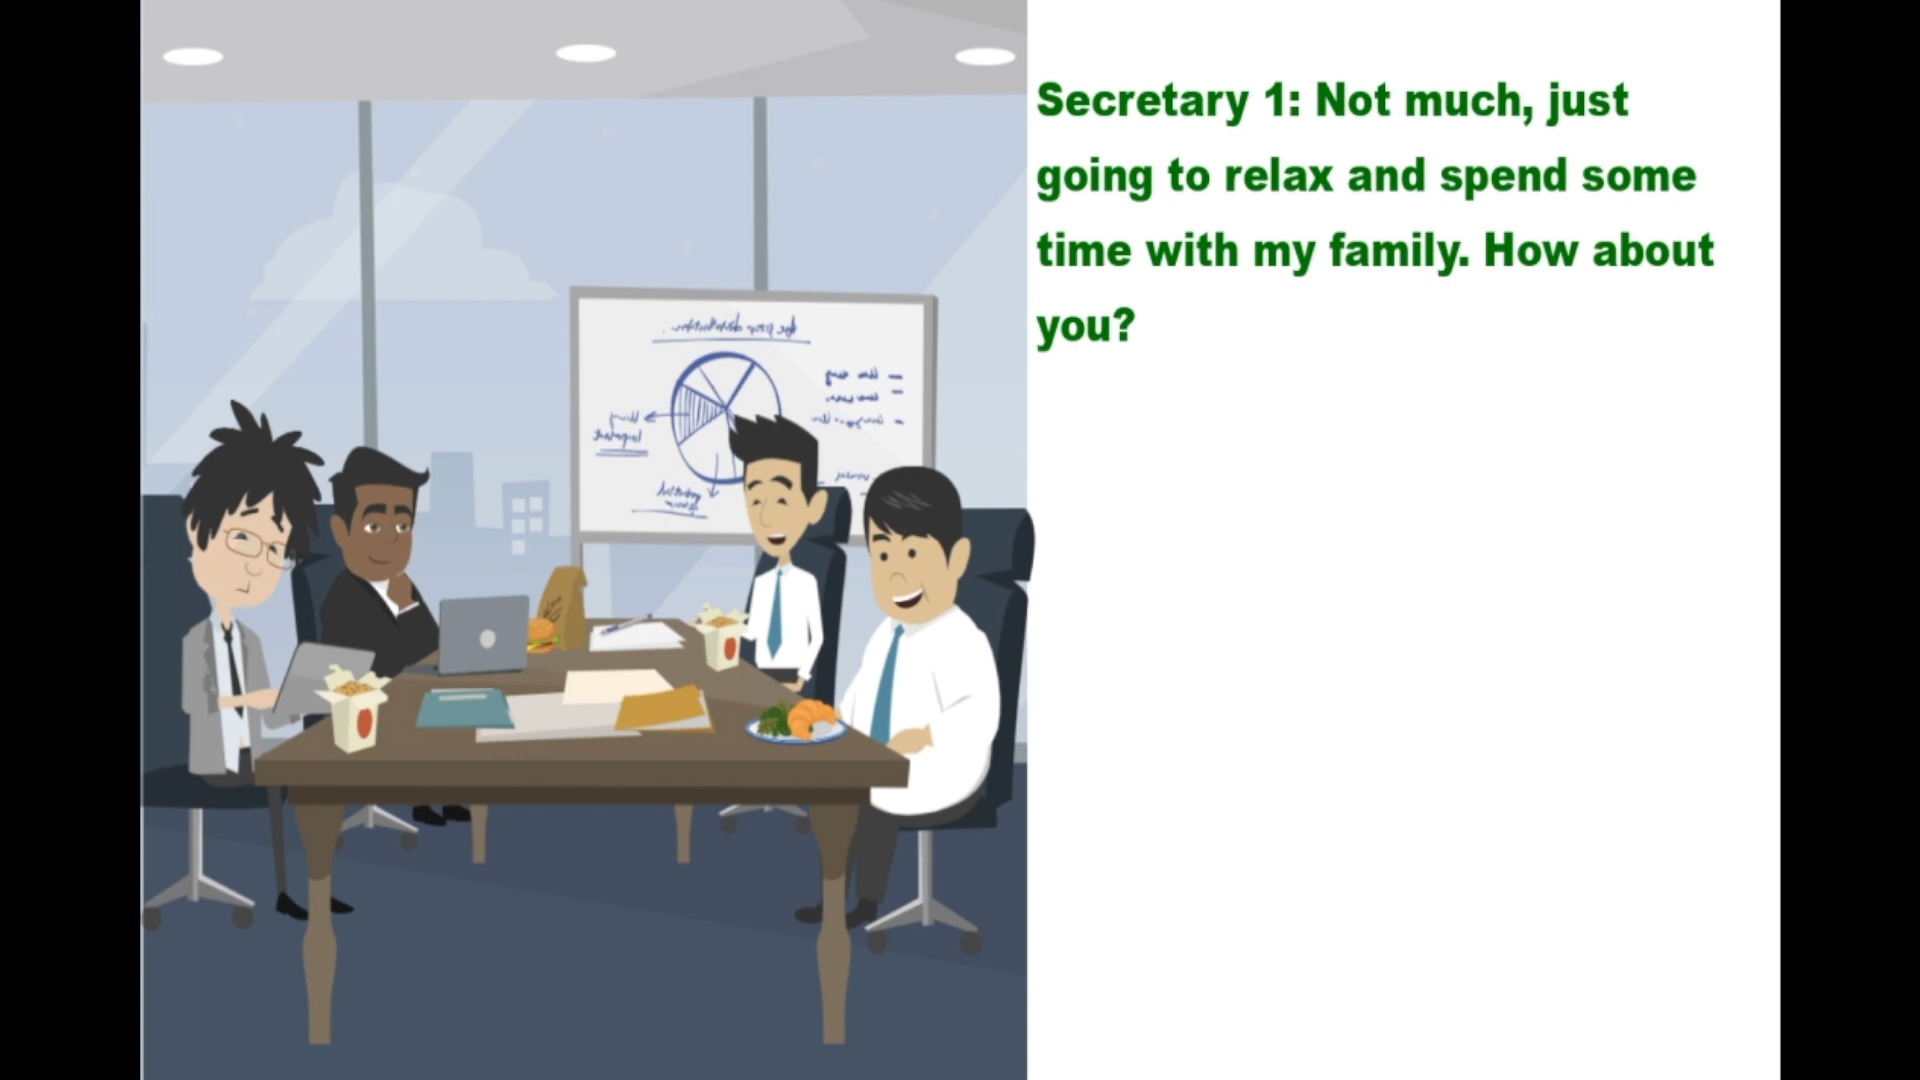 Secretary 1: Not much, just
going to relax and spend some
time with my family. How about
you?